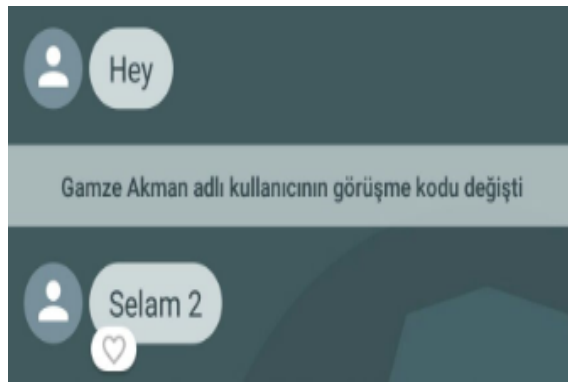 Hey
Gamze Akman adlı kullanıcının görüşme kodu değişti
Selam 2